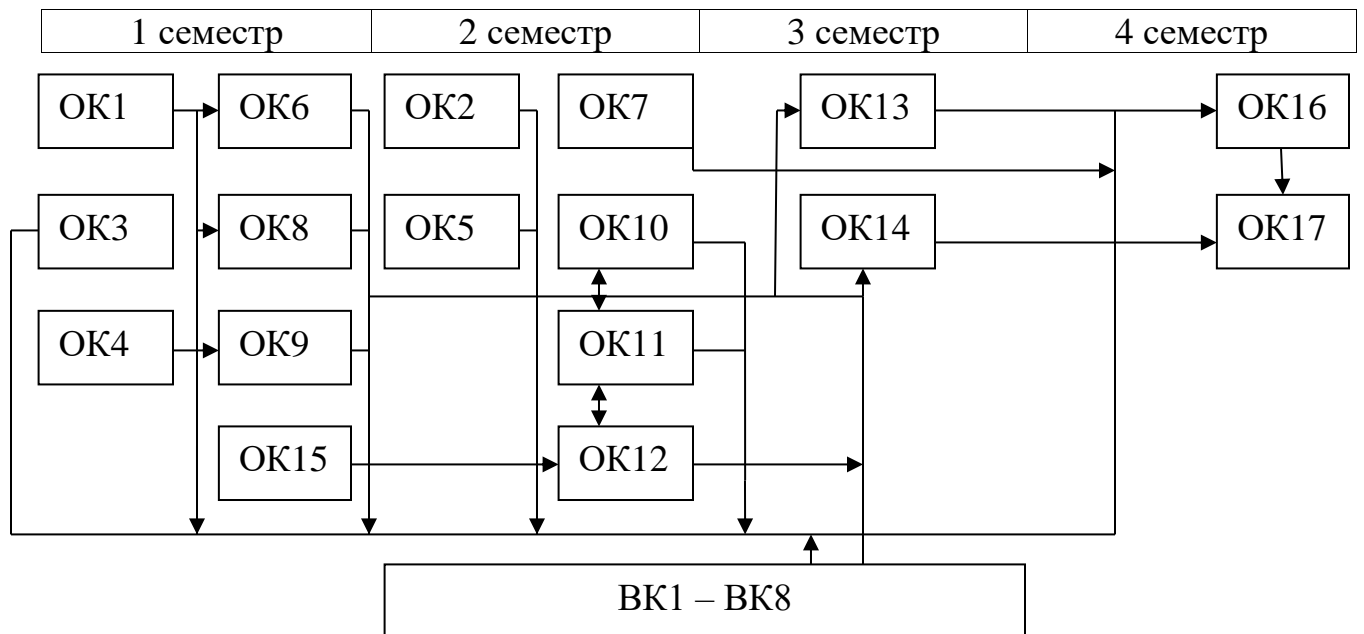 1 семестр 2 семестр 3 семестр 4 семестр
ОК1 ОК6 ОК2 ОК7 ОК13 ОК16
ОК3 ОК8 ОК5 ОК10 ОК14 ОК17
ОК4 ОК9 ОК11
ОК15 ОК12
ВК1 – ВК8